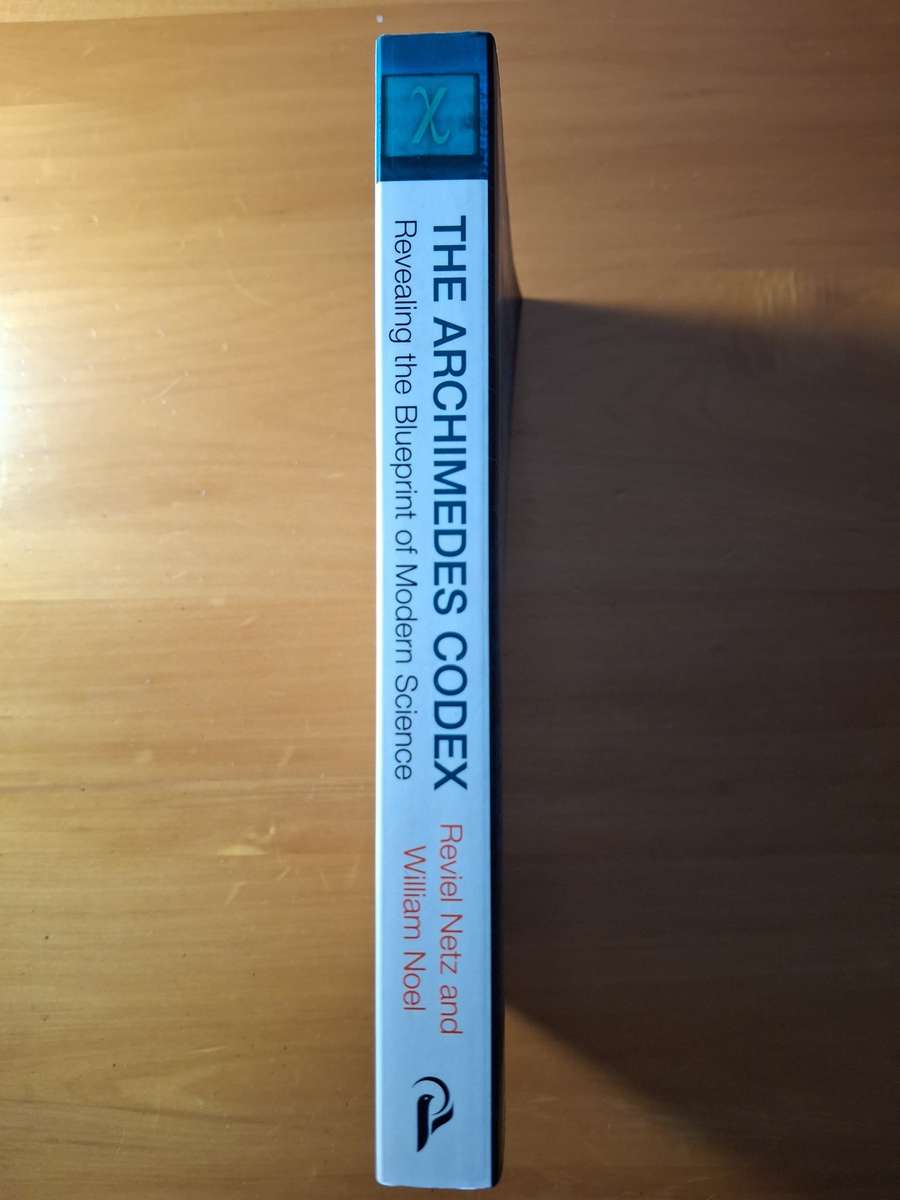 χ
THE ARCHIMEDES CODEX
Revealing the Blueprint of Modern Science
Reviel Netz and
William Noel